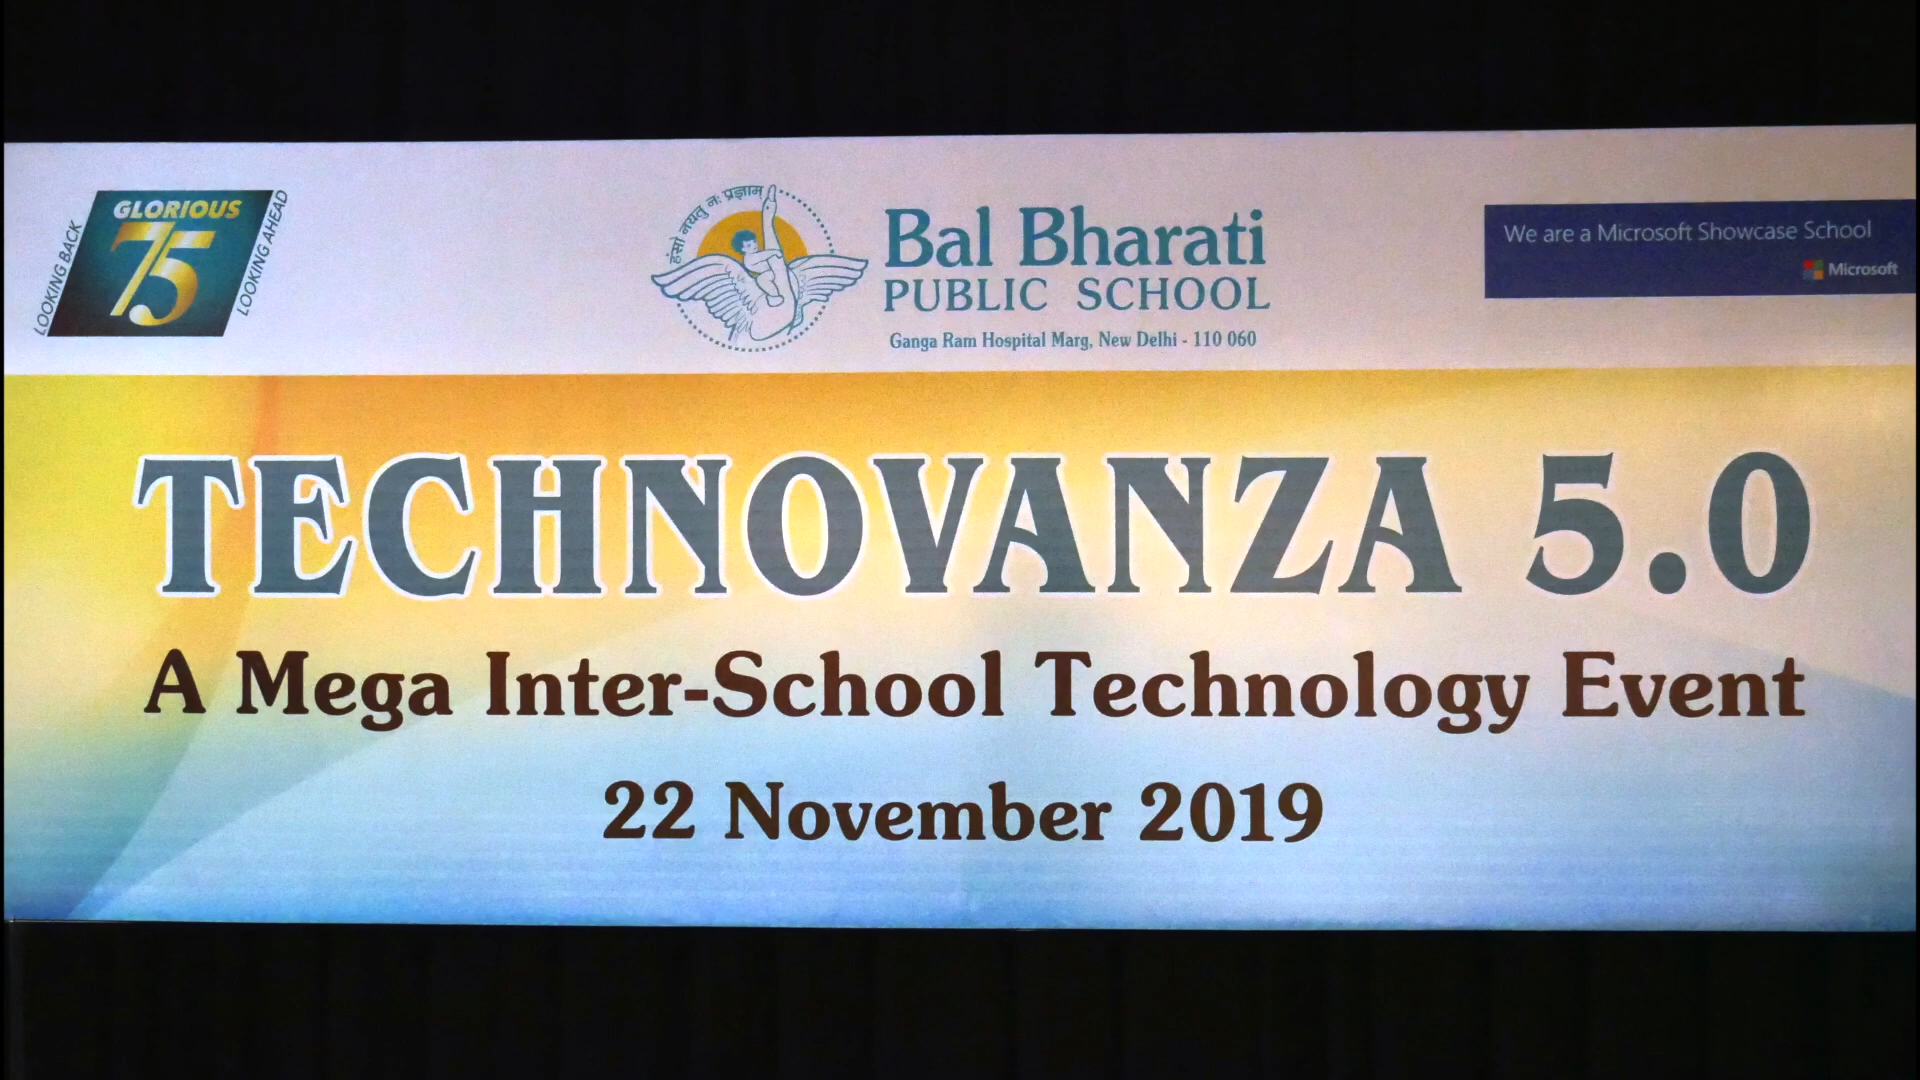 LOOKING BACK
GLORIOUS
75
LOOKING AHEAD
हंसो नयतु नः प्रज्ञाम्
Bal Bharati
PUBLIC SCHOOL
Ganga Ram Hospital Marg, New Delhi - 110 060
We are a Microsoft Showcase School
Microsoft
TECHNOVANZA 5.0
A Mega Inter-School Technology Event
22 November 2019